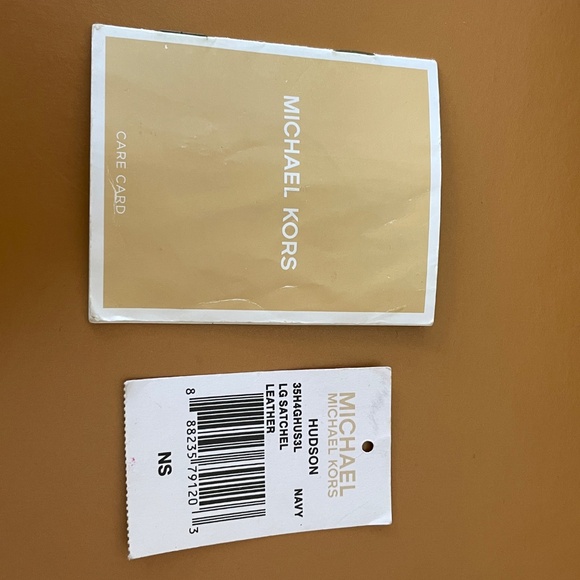 MICHAEL KORS
CARE CARD
MICHAEL
MICHAEL KORS
HUDSON
35H4GHUS3L NAVY
LG SATCHEL
LEATHER
8 88235 79120 3
NS